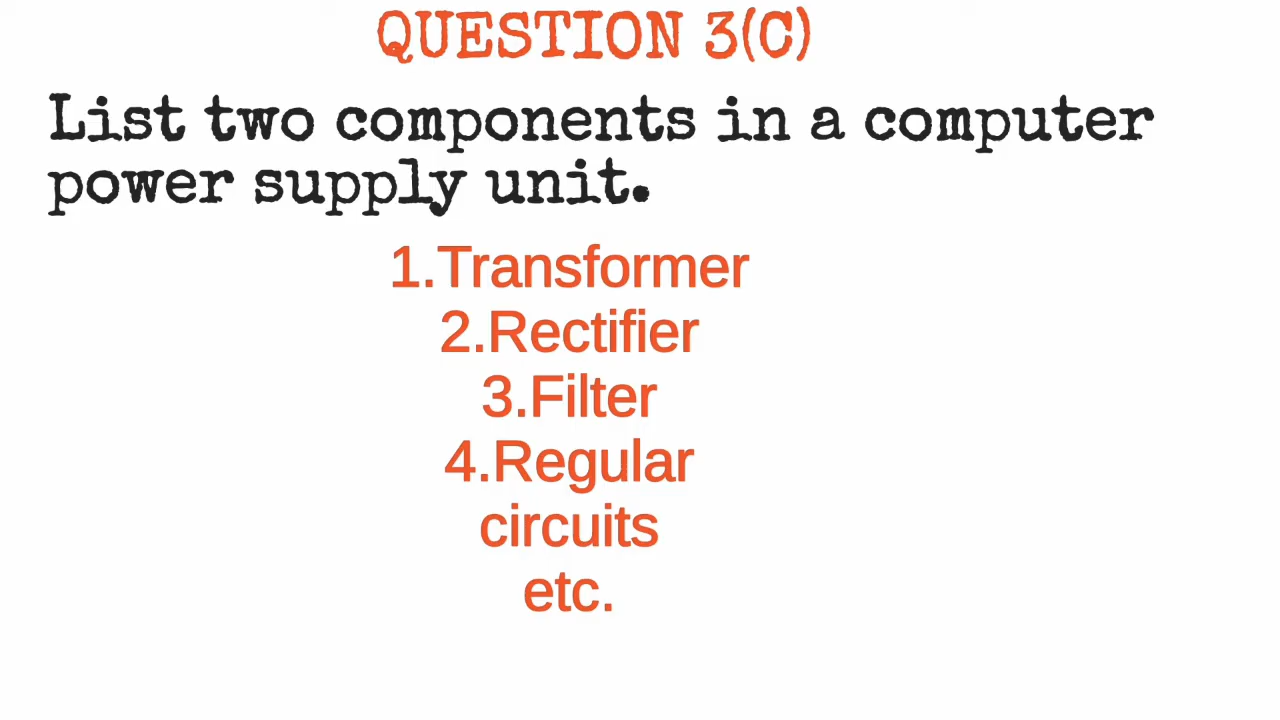 QUESTION 3(C)
List two components in a computer
power supply unit.
1.Transformer
2.Rectifier
3.Filter
4.Regular
circuits
etc.